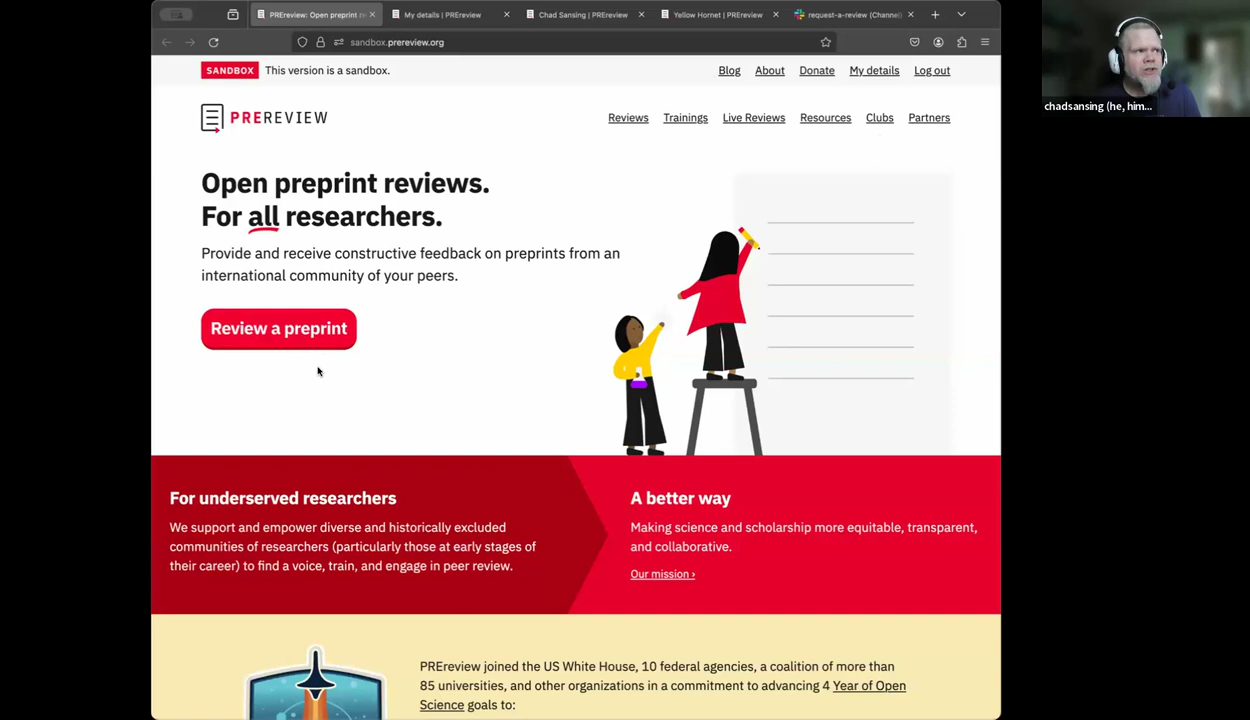 PREreview: Open preprint re
My details | PREreview
Chad Sansing | PREreview
Yellow Hornet | PREreview
request-a-review (Channel)
sandbox.prereview.org
SANDBOX This version is a sandbox.
Blog About Donate My details Log out
PREREVIEW
Reviews Trainings Live Reviews Resources Clubs Partners
Open preprint reviews.
For all researchers.
Provide and receive constructive feedback on preprints from an
international community of your peers.
Review a preprint
For underserved researchers
We support and empower diverse and historically excluded
communities of researchers (particularly those at early stages of
their career) to find a voice, train, and engage in peer review.
A better way
Making science and scholarship more equitable, transparent,
and collaborative.
Our mission ›
PREreview joined the US White House, 10 federal agencies, a coalition of more than
85 universities, and other organizations in a commitment to advancing 4 Year of Open
Science goals to:
chadsansing (he, him...